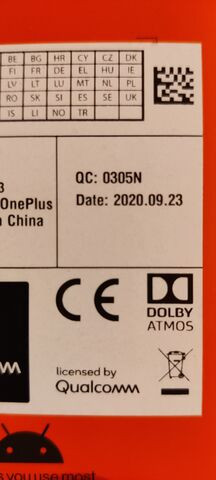 BE BG HR CY CZ DK
FI FR DE EL HU IE
LV LT LU MT NL PL
RO SK SI ES SE UK
IS LI NO TR
QC: 0305N
Date: 2020.09.23
OnePlus
China
CE
DOLBY
ATMOS
licensed by
Qualcomm
you use most